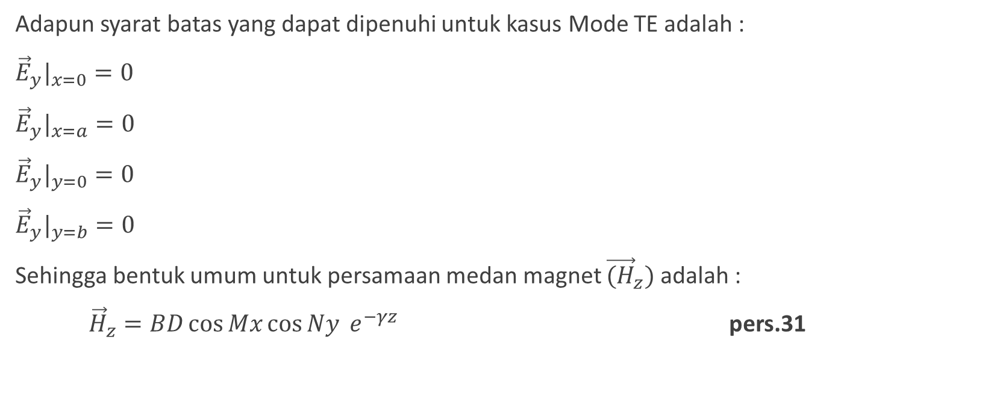 Adapun syarat batas yang dapat dipenuhi untuk kasus Mode TE adalah :
$\vec{E}_y|_{x=0} = 0$
$\vec{E}_y|_{x=a} = 0$
$\vec{E}_y|_{y=0} = 0$
$\vec{E}_y|_{y=b} = 0$
Sehingga bentuk umum untuk persamaan medan magnet $\overrightarrow{(H}_z)$ adalah :
$\vec{H}_z = BD \cos Mx \cos Ny \ e^{-\gamma z}$ pers.31